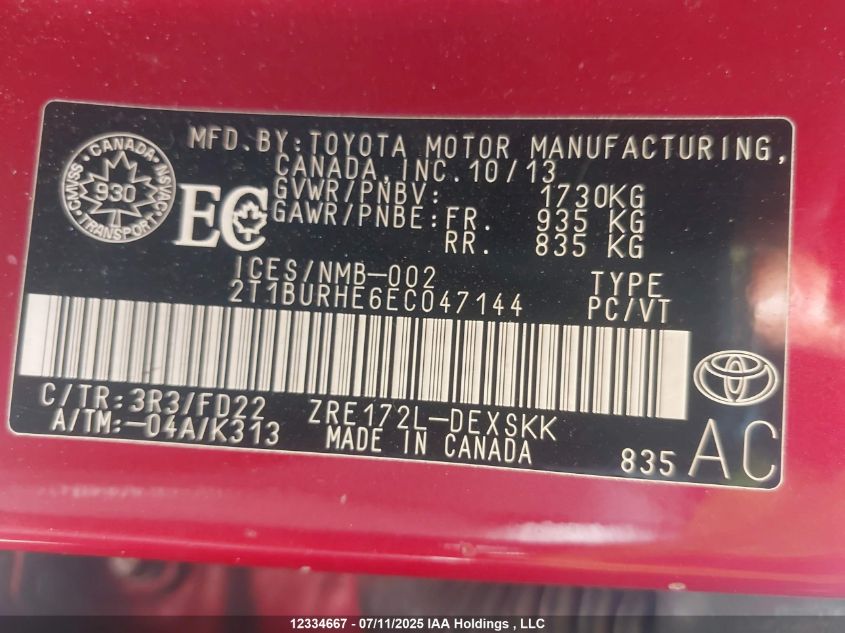 MFD.BY:TOYOTA MOTOR MANUFACTURING,
CANADA,INC.10/13
GVWR/PNBV: 1730KG
GAWR/PNBE:FR. 935 KG
RR. 835 KG
CANADA
CMVSS
930
NSVAC
TRANSPORT
EC
ICES/NMB-002
2T1BURHE6EC047144
TYPE
PC/VT
C/TR:3R3/FD22
A/TM:-04A/K313
ZRE172L-DEXSKK
MADE IN CANADA
835 AC
12334667 - 07/11/2025 IAA Holdings , LLC